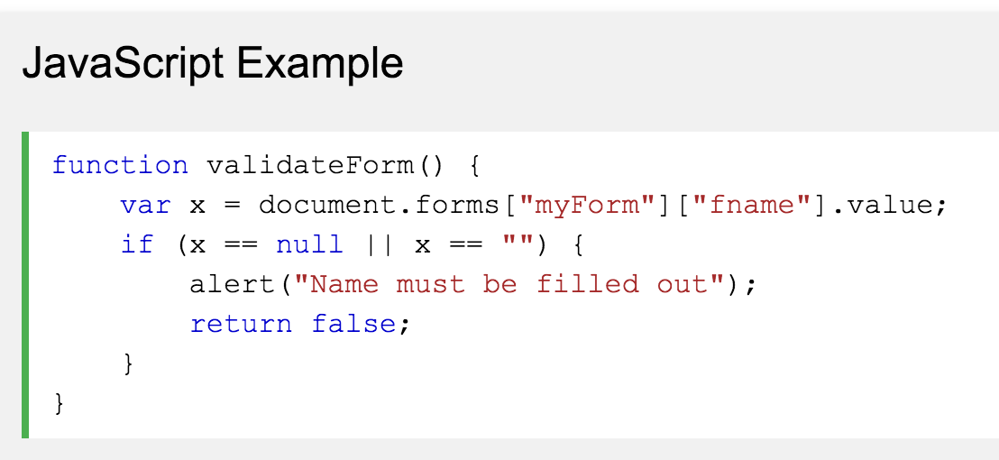 JavaScript Example
function validateForm() {
    var x = document.forms["myForm"]["fname"].value;
    if (x == null || x == "") {
        alert("Name must be filled out");
        return false;
    }
}